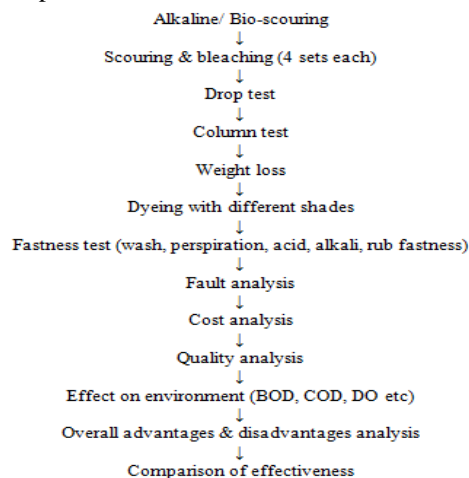 Alkaline/ Bio-scouring
↓
Scouring & bleaching (4 sets each)
↓
Drop test
↓
Column test
↓
Weight loss
↓
Dyeing with different shades
↓
Fastness test (wash, perspiration, acid, alkali, rub fastness)
↓
Fault analysis
↓
Cost analysis
↓
Quality analysis
↓
Effect on environment (BOD, COD, DO etc)
↓
Overall advantages & disadvantages analysis
↓
Comparison of effectiveness